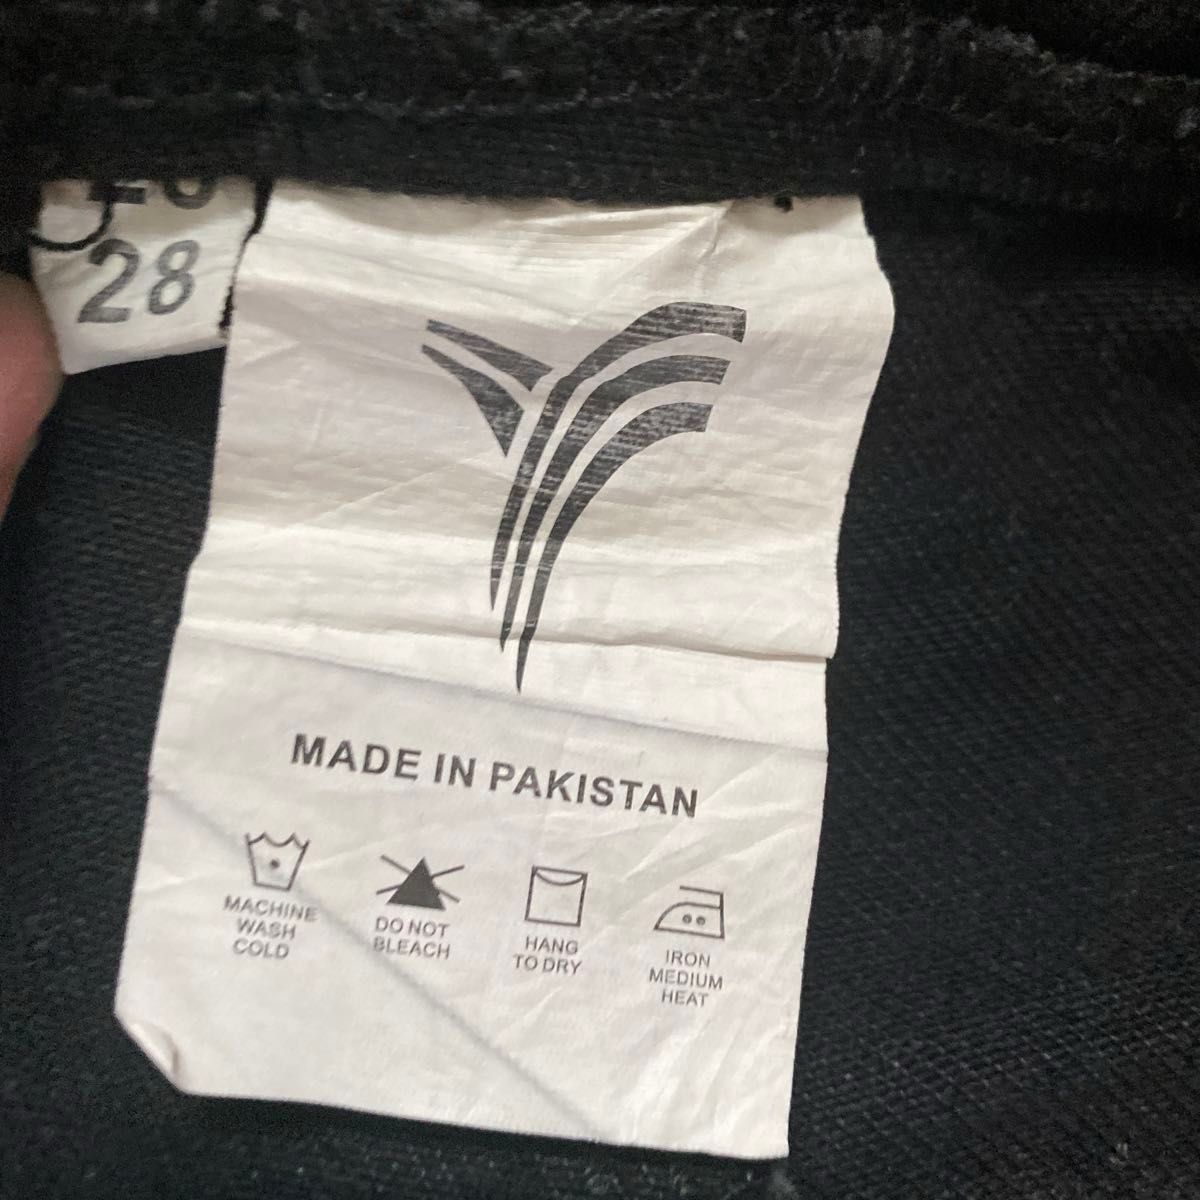 28
MADE IN PAKISTAN
MACHINE
WASH
COLD
DO NOT
BLEACH
HANG
TO DRY
IRON
MEDIUM
HEAT